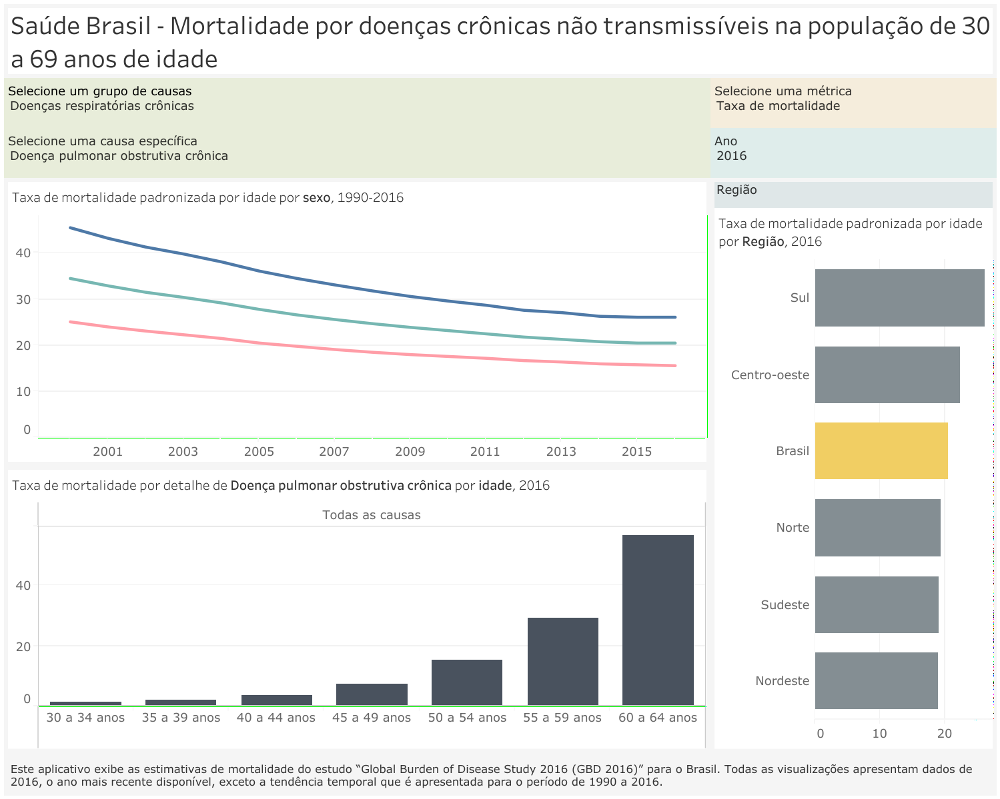 Saúde Brasil - Mortalidade por doenças crônicas não transmissíveis na população de 30
a 69 anos de idade
Selecione um grupo de causas
Doenças respiratórias crônicas
Selecione uma causa específica
Doença pulmonar obstrutiva crônica
Selecione uma métrica
Taxa de mortalidade
Ano
2016
Taxa de mortalidade padronizada por idade por sexo, 1990-2016
40
30
20
10
0
2001 2003 2005 2007 2009 2011 2013 2015
Taxa de mortalidade por detalhe de Doença pulmonar obstrutiva crônica por idade, 2016
Todas as causas
40
20
0
30 a 34 anos 35 a 39 anos 40 a 44 anos 45 a 49 anos 50 a 54 anos 55 a 59 anos 60 a 64 anos
Região
Taxa de mortalidade padronizada por idade
por Região, 2016
Sul
Centro-oeste
Brasil
Norte
Sudeste
Nordeste
0 10 20
Este aplicativo exibe as estimativas de mortalidade do estudo “Global Burden of Disease Study 2016 (GBD 2016)” para o Brasil. Todas as visualizações apresentam dados de
2016, o ano mais recente disponível, exceto a tendência temporal que é apresentada para o período de 1990 a 2016.